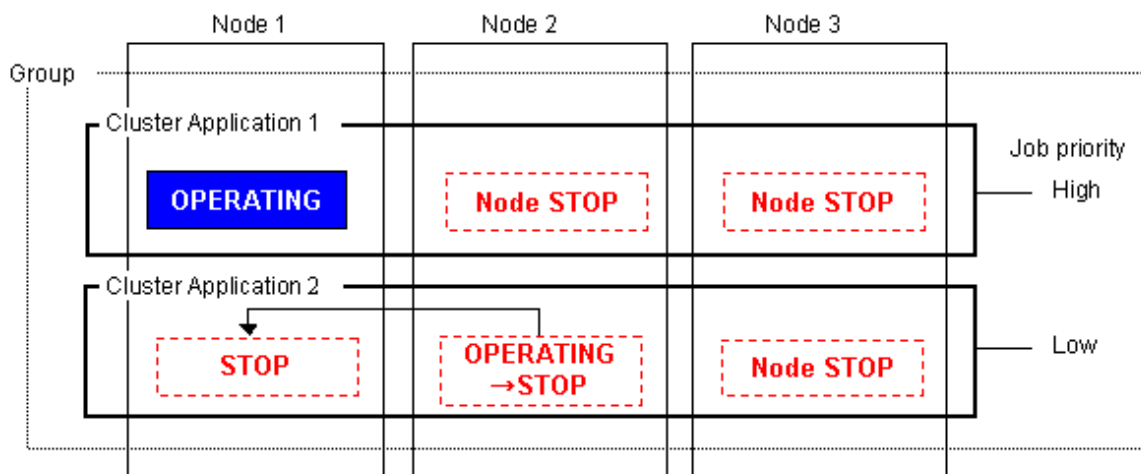 Node 1
Node 2
Node 3
Group
Cluster Application 1
Job priority
OPERATING
Node STOP
Node STOP
High
Cluster Application 2
STOP
OPERATING
→STOP
Node STOP
Low